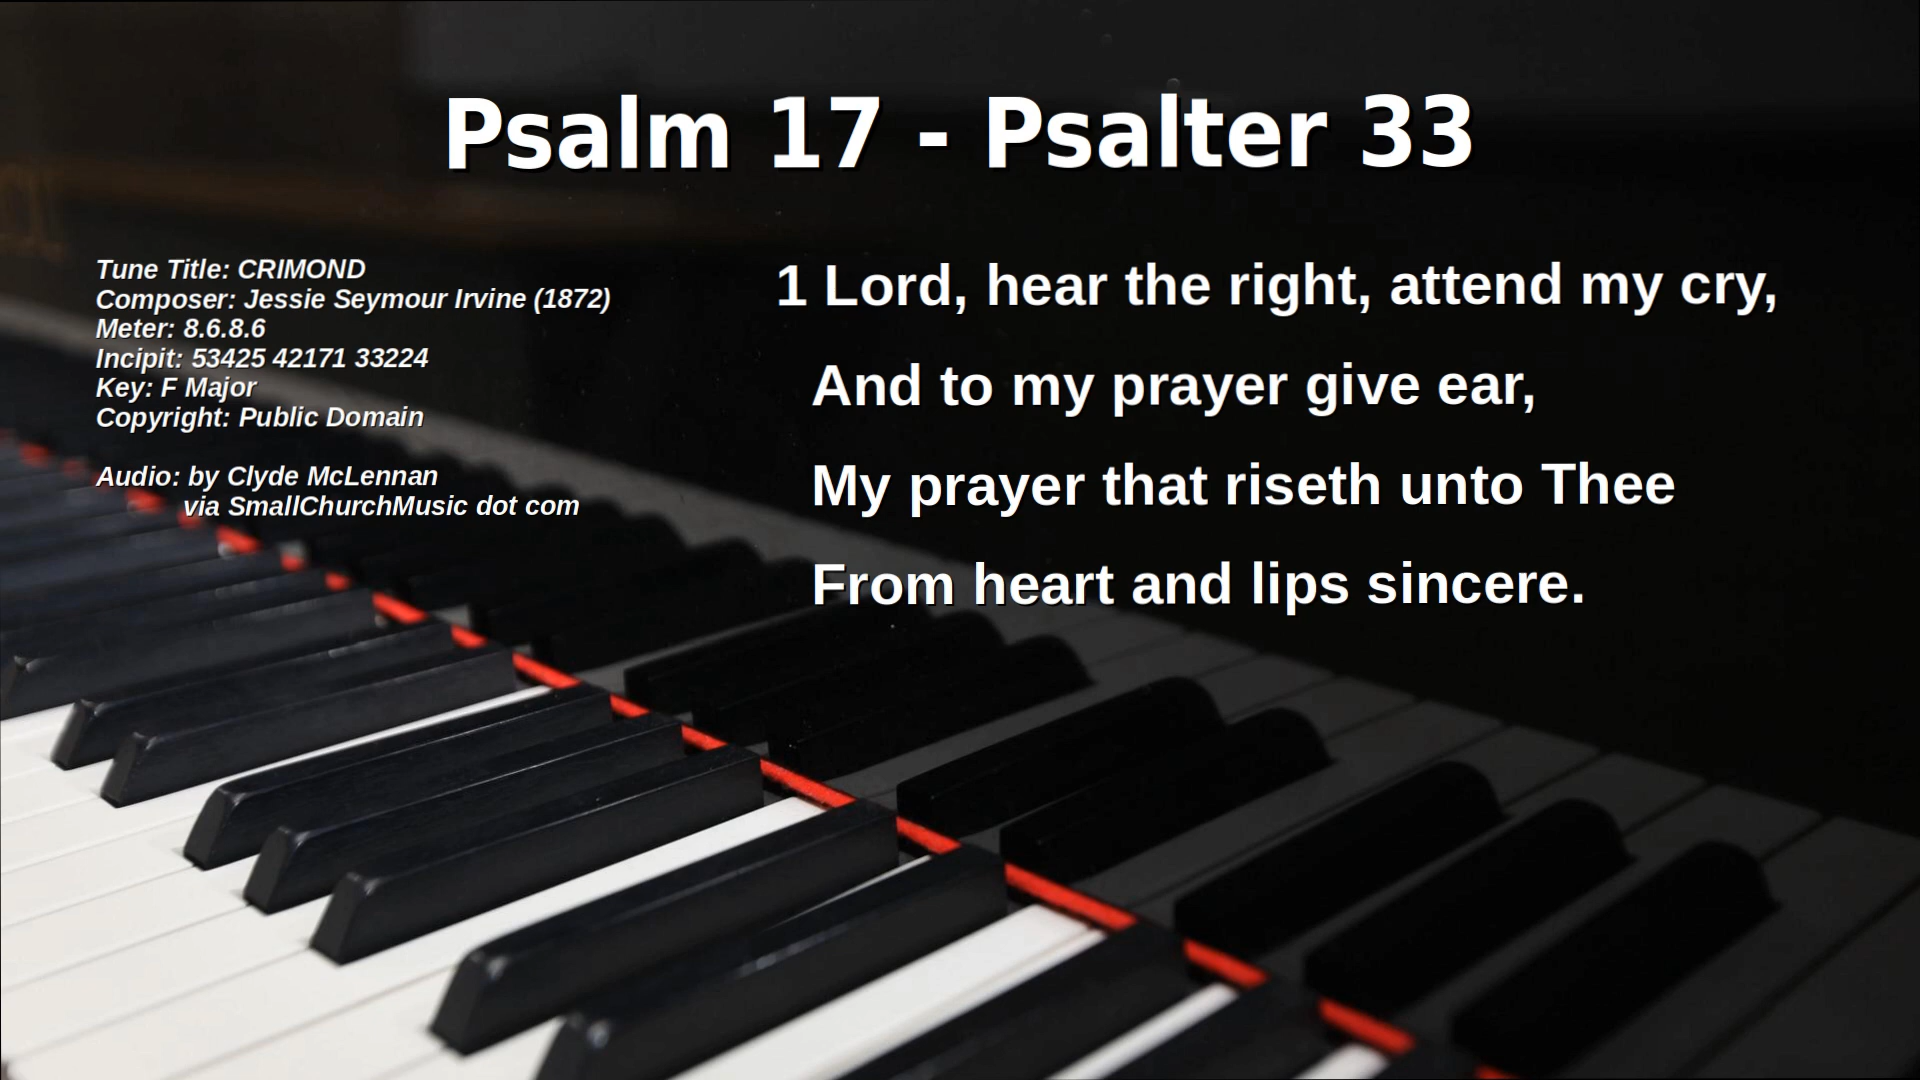 Psalm 17 - Psalter 33
Tune Title: CRIMOND
Composer: Jessie Seymour Irvine (1872)
Meter: 8.6.8.6
Incipit: 53425 42171 33224
Key: F Major
Copyright: Public Domain
Audio: by Clyde McLennan
via SmallChurchMusic dot com
1 Lord, hear the right, attend my cry,
And to my prayer give ear,
My prayer that riseth unto Thee
From heart and lips sincere.